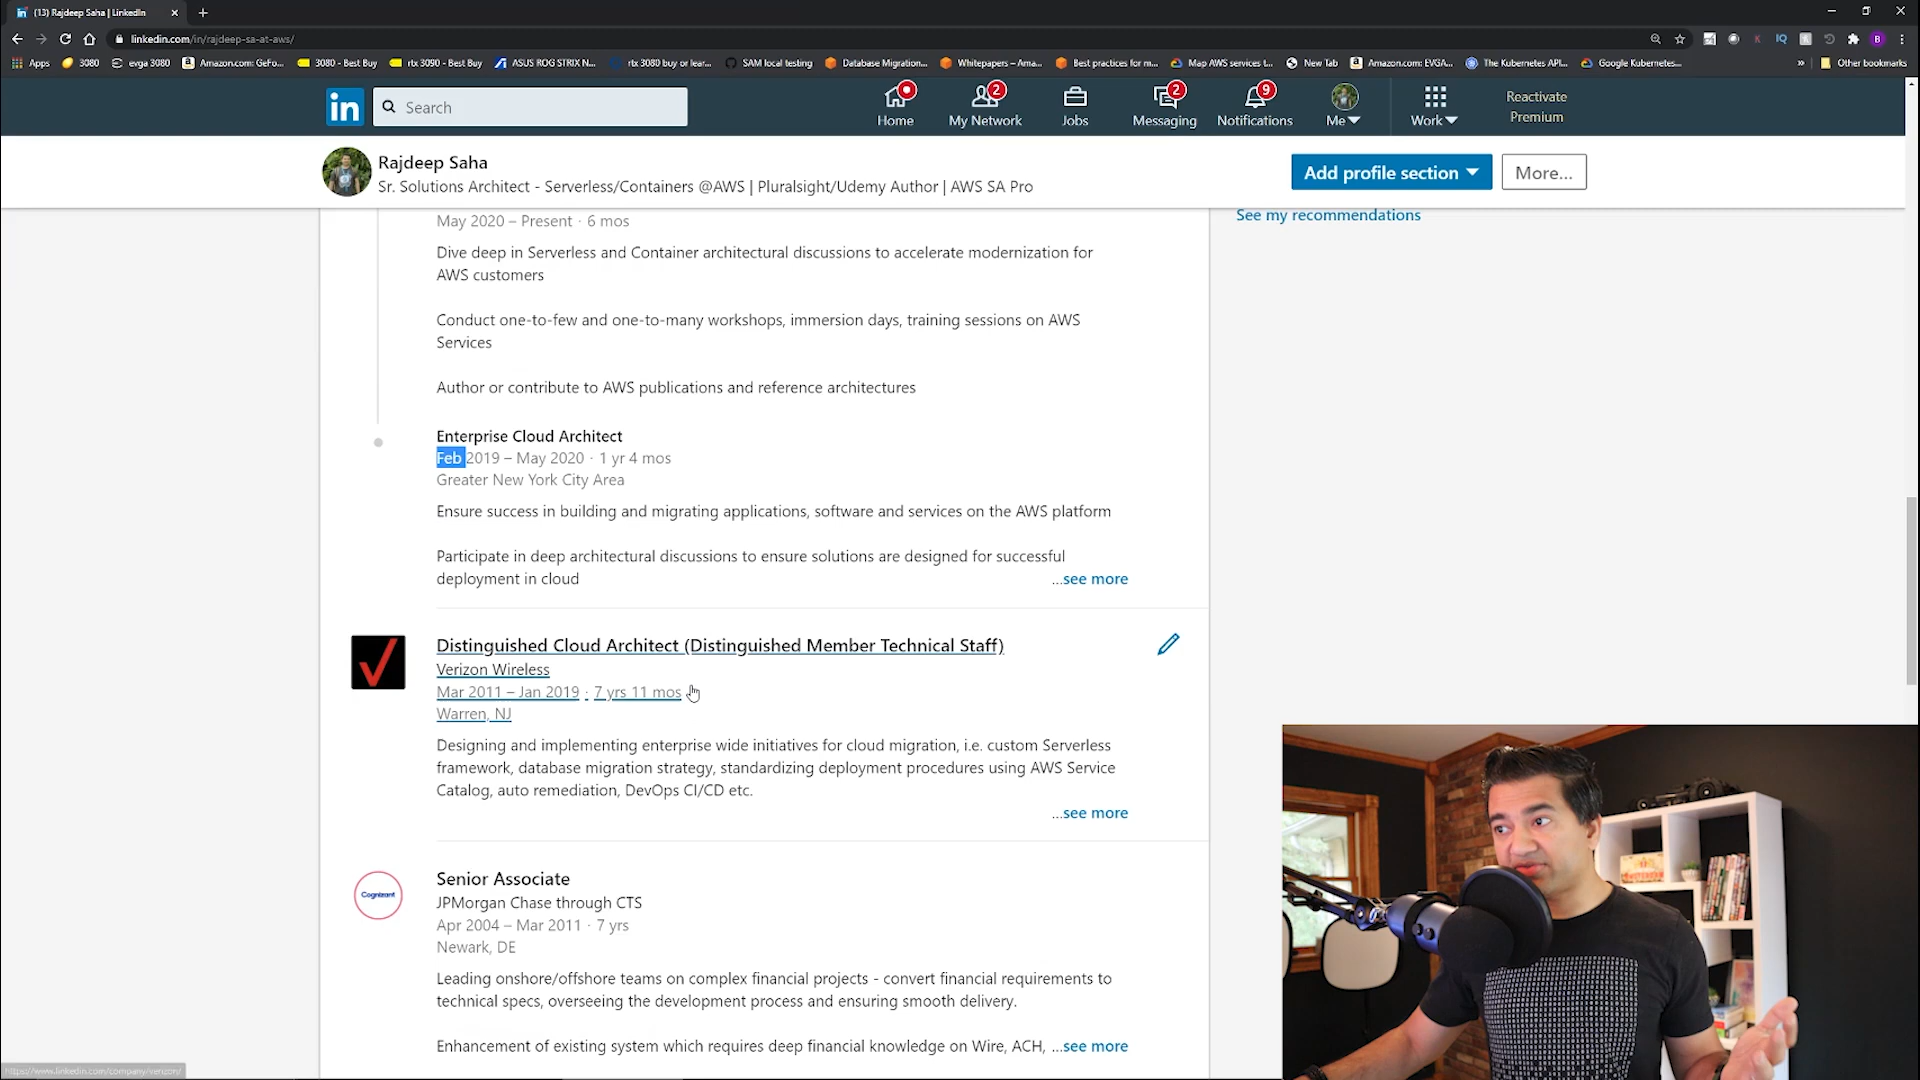 (13) Rajdeep Saha | LinkedIn
linkedin.com/in/rajdeep-sa-at-aws/
Apps
3080
evga 3080
Amazon.com: GeFo...
3080 - Best Buy
rtx 3090 - Best Buy
ASUS ROG STRIX N...
rtx 3080 buy or lear...
SAM local testing
Database Migration...
Whitepapers – Ama...
Best practices for m...
Map AWS services t...
New Tab
Amazon.com: EVGA...
The Kubernetes API...
Google Kubernetes...
Other bookmarks
in
Search
Home
2
My Network
Jobs
2
Messaging
9
Notifications
Me
Work
Reactivate
Premium
Rajdeep Saha
Sr. Solutions Architect - Serverless/Containers @AWS | Pluralsight/Udemy Author | AWS SA Pro
Add profile section
More...
See my recommendations
May 2020 – Present · 6 mos
Dive deep in Serverless and Container architectural discussions to accelerate modernization for
AWS customers
Conduct one-to-few and one-to-many workshops, immersion days, training sessions on AWS
Services
Author or contribute to AWS publications and reference architectures
Enterprise Cloud Architect
Feb 2019 – May 2020 · 1 yr 4 mos
Greater New York City Area
Ensure success in building and migrating applications, software and services on the AWS platform
Participate in deep architectural discussions to ensure solutions are designed for successful
deployment in cloud
...see more
Distinguished Cloud Architect (Distinguished Member Technical Staff)
Verizon Wireless
Mar 2011 – Jan 2019 · 7 yrs 11 mos
Warren, NJ
Designing and implementing enterprise wide initiatives for cloud migration, i.e. custom Serverless
framework, database migration strategy, standardizing deployment procedures using AWS Service
Catalog, auto remediation, DevOps CI/CD etc.
...see more
Cognizant
Senior Associate
JPMorgan Chase through CTS
Apr 2004 – Mar 2011 · 7 yrs
Newark, DE
Leading onshore/offshore teams on complex financial projects - convert financial requirements to
technical specs, overseeing the development process and ensuring smooth delivery.
Enhancement of existing system which requires deep financial knowledge on Wire, ACH, ...see more
https://www.linkedin.com/company/verizon/